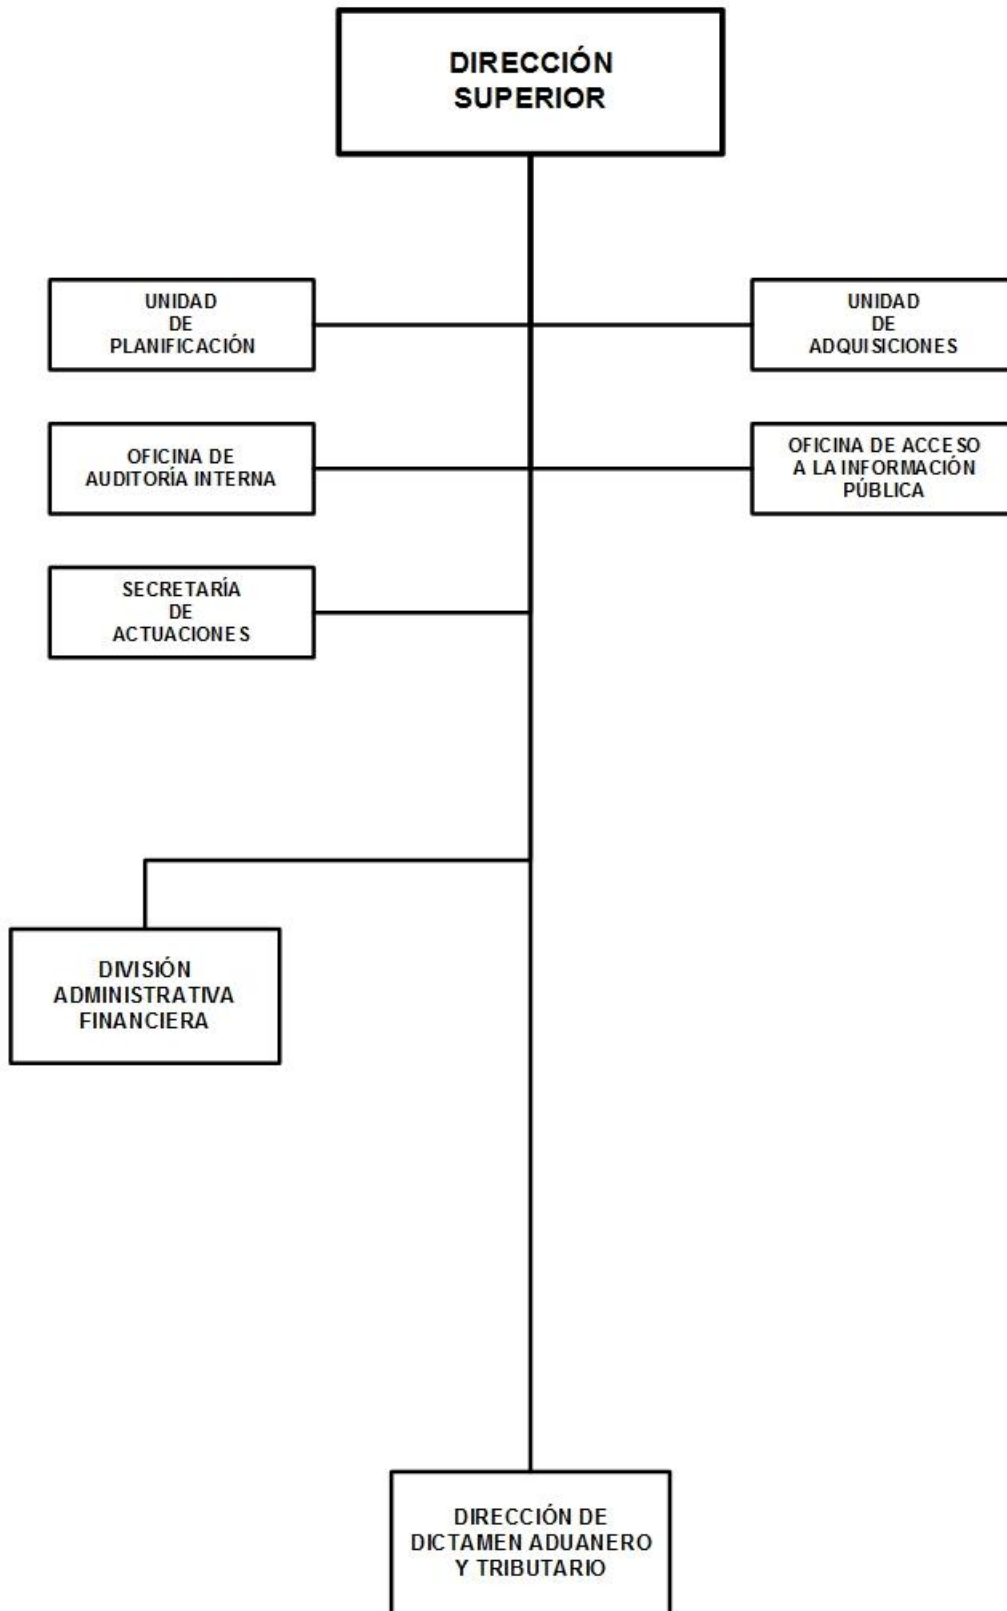 DIRECCIÓN
SUPERIOR
UNIDAD
DE
PLANIFICACIÓN
UNIDAD
DE
ADQUISICIONES
OFICINA DE
AUDITORÍA INTERNA
OFICINA DE ACCESO
A LA INFORMACIÓN
PÚBLICA
SECRETARÍA
DE
ACTUACIONES
DIVISIÓN
ADMINISTRATIVA
FINANCIERA
DIRECCIÓN DE
DICTAMEN ADUANERO
Y TRIBUTARIO